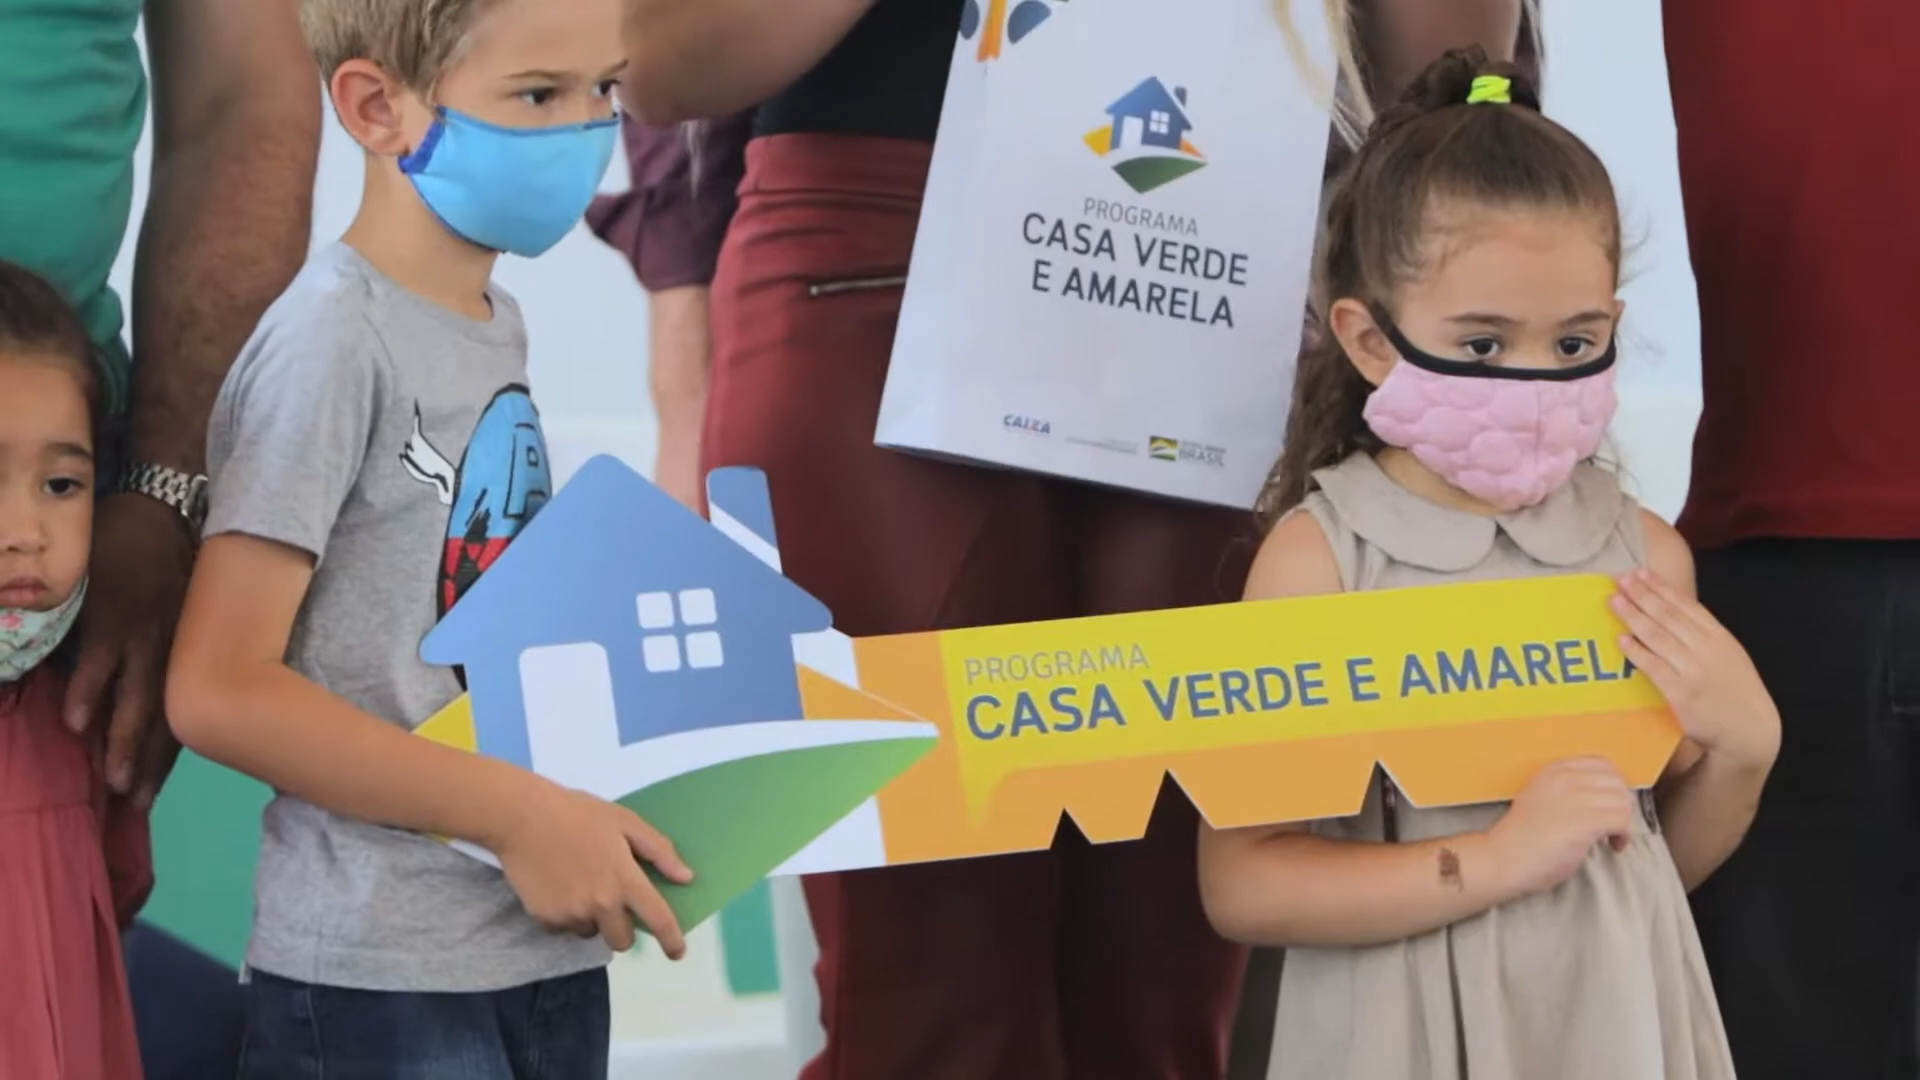 PROGRAMA
CASA VERDE
E AMARELA
CAIXA
BRASIL
PROGRAMA
CASA VERDE E AMARELA